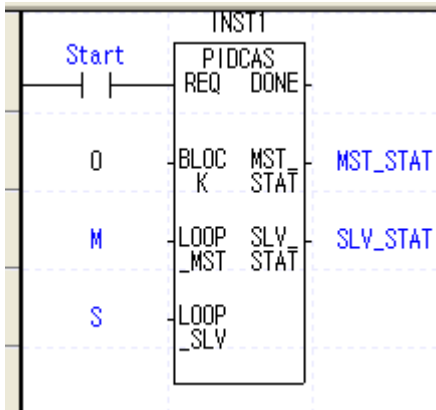 INST1
Start
PIDCAS
REQ DONE
0 BLOC MST_ MST_STAT
K STAT
M LOOP SLV_ SLV_STAT
_MST STAT
S LOOP
_SLV